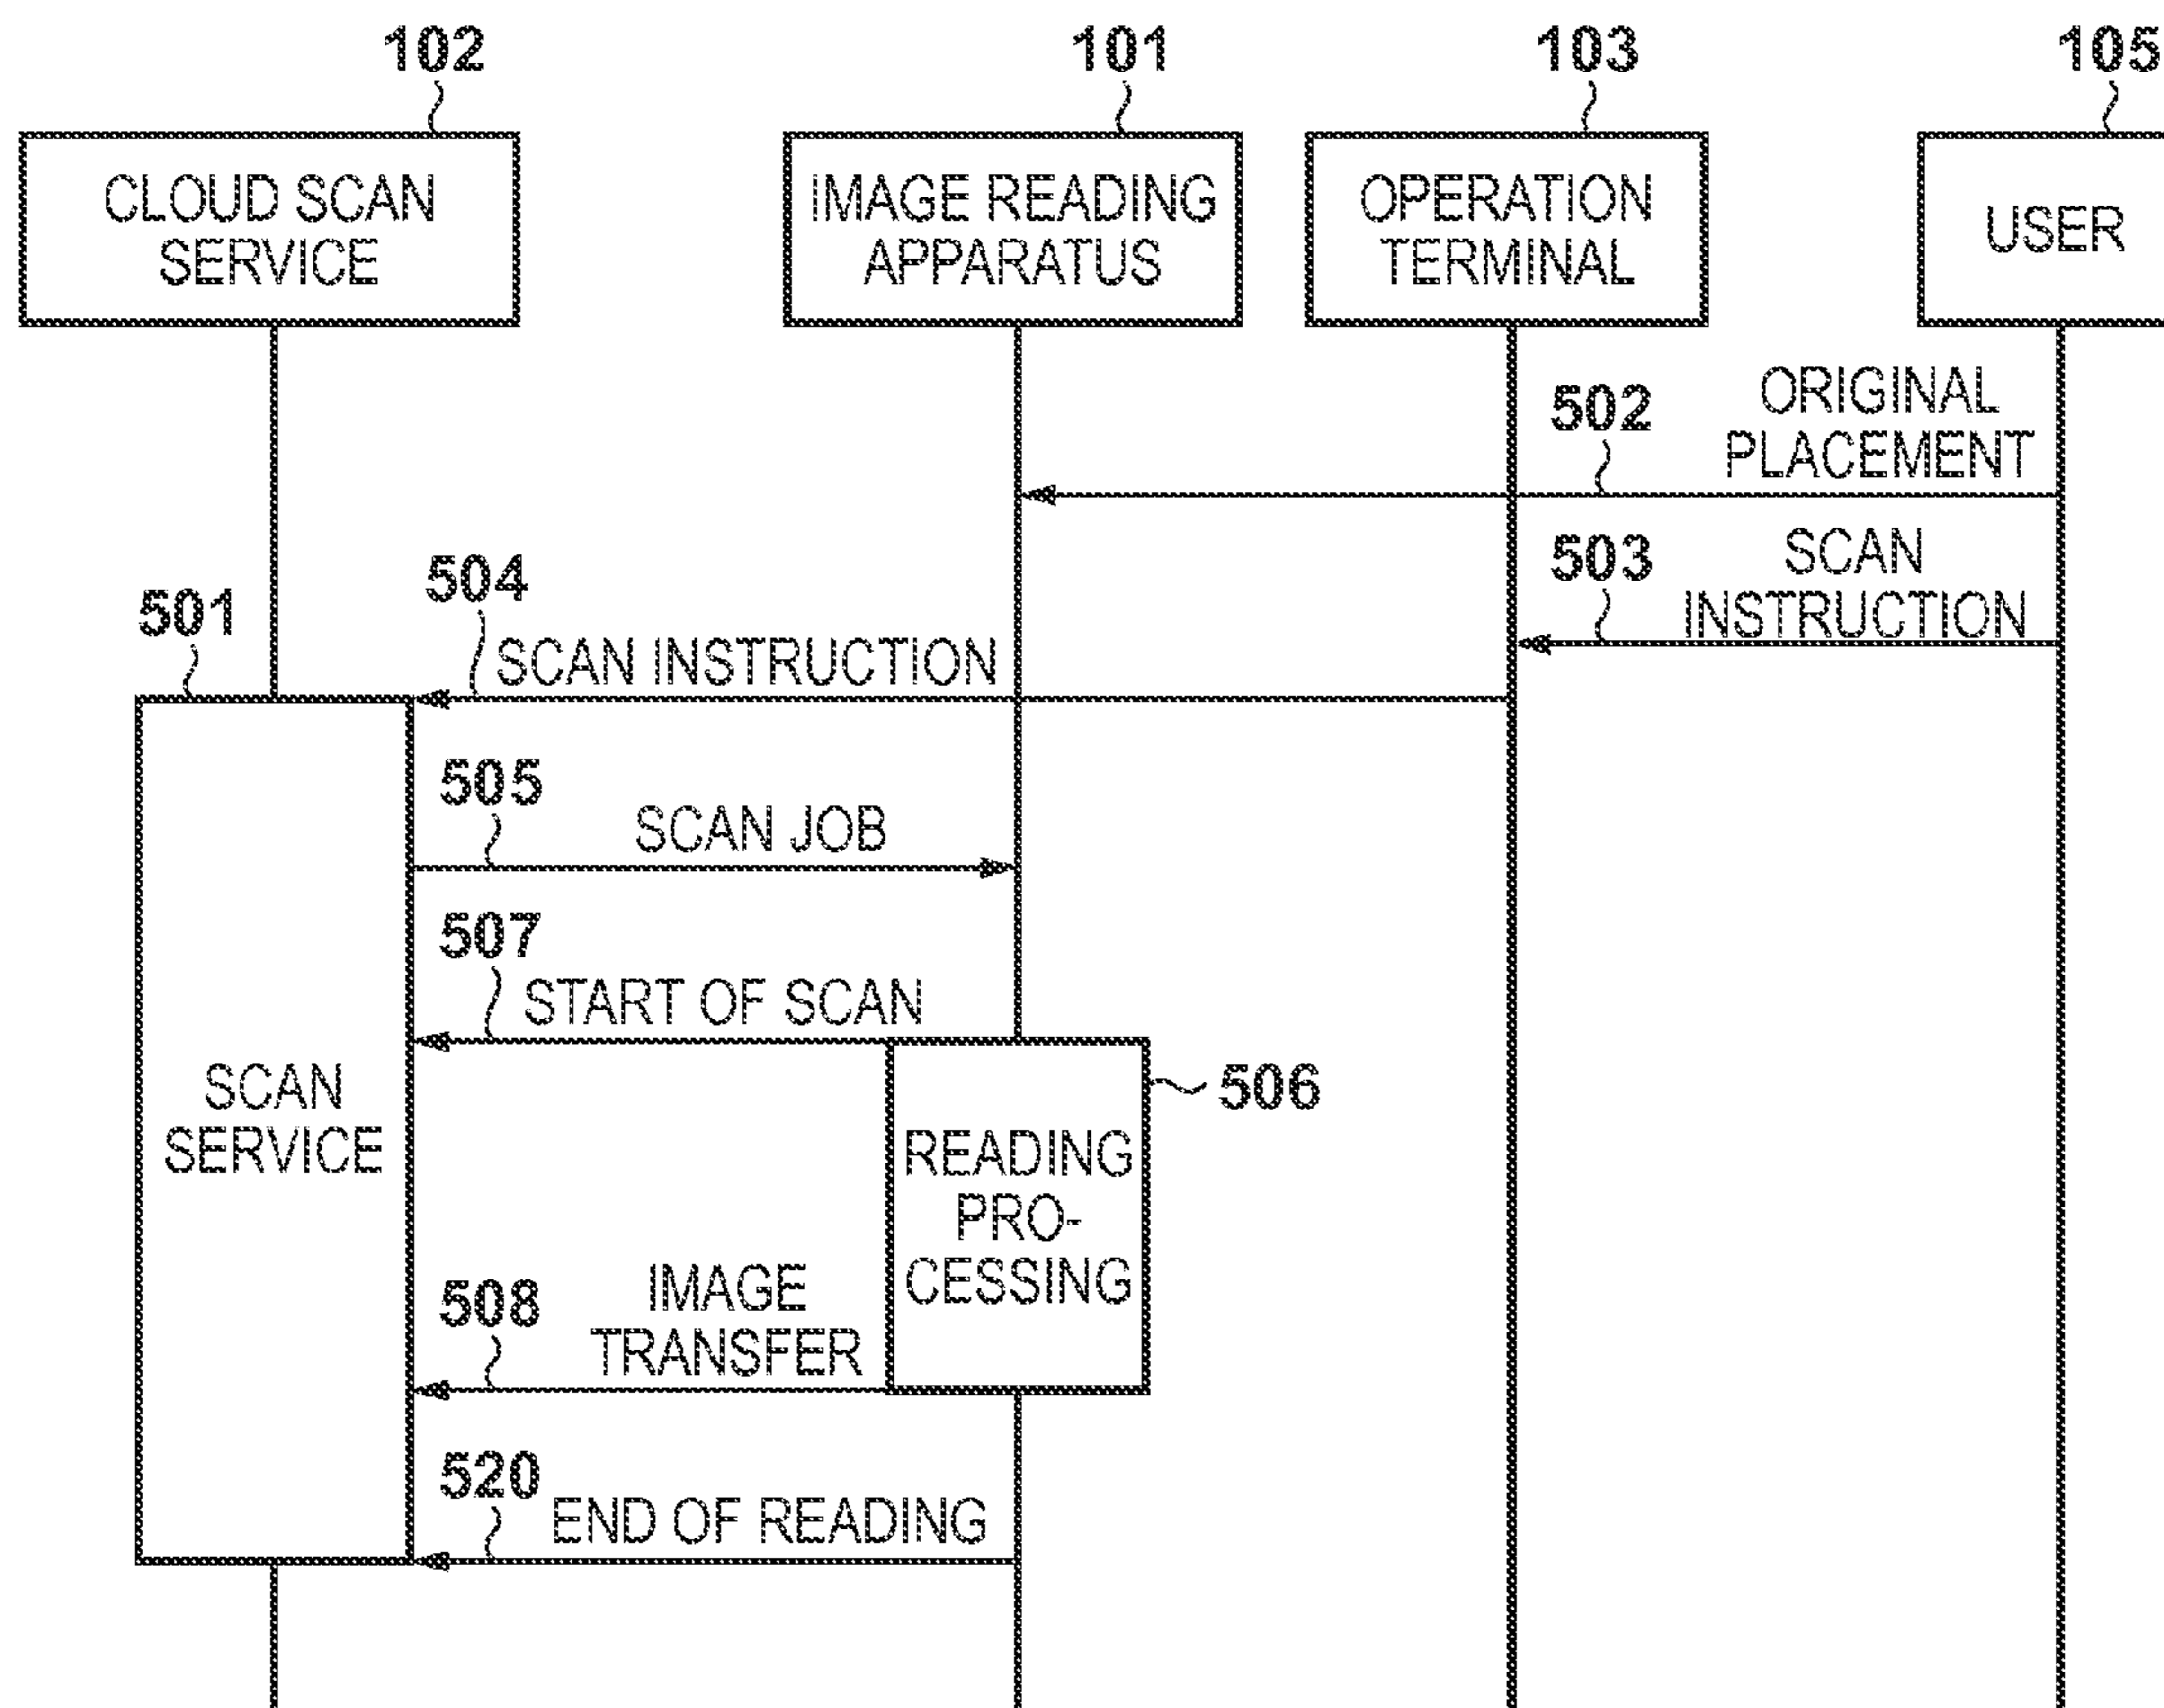 102
101
103
105
CLOUD SCAN
SERVICE
IMAGE READING
APPARATUS
OPERATION
TERMINAL
USER
502
ORIGINAL
PLACEMENT
503
SCAN
INSTRUCTION
501
504
SCAN INSTRUCTION
505
SCAN JOB
507
START OF SCAN
506
SCAN
SERVICE
READING
PRO-
CESSING
508
IMAGE
TRANSFER
520
END OF READING